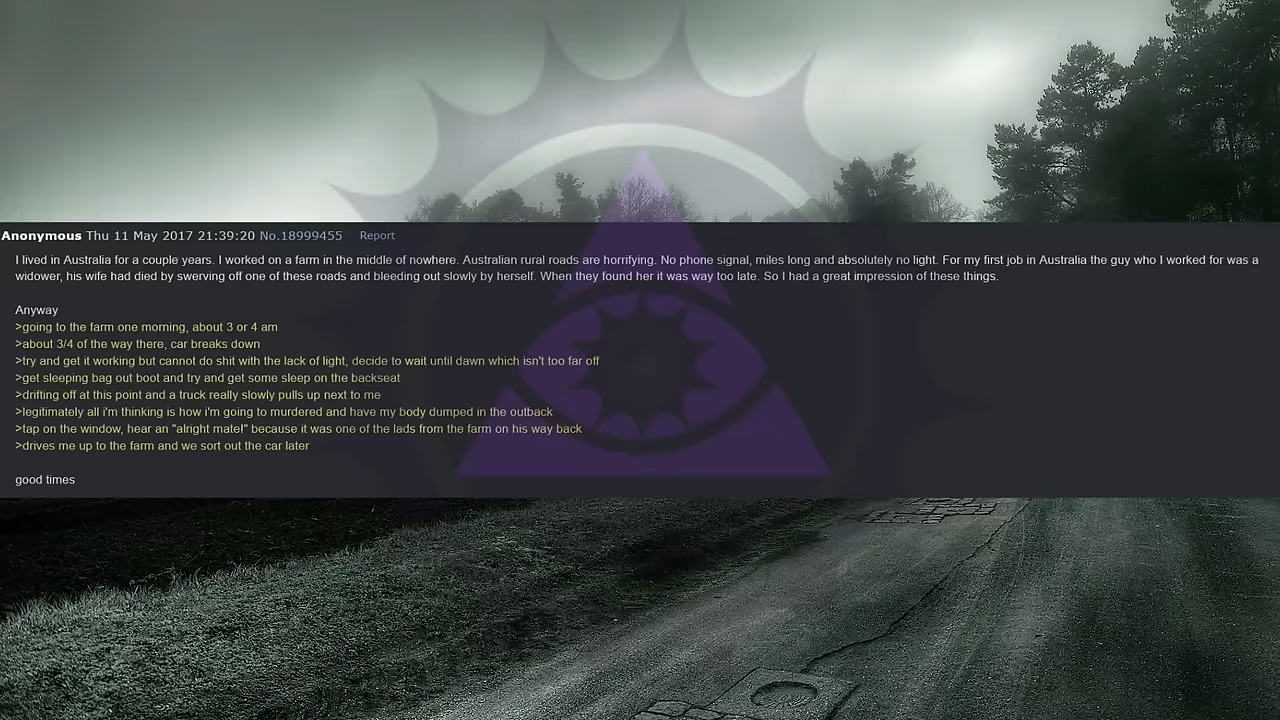 Anonymous Thu 11 May 2017 21:39:20 No.18999455 Report
I lived in Australia for a couple years. I worked on a farm in the middle of nowhere. Australian rural roads are horrifying. No phone signal, miles long and absolutely no light. For my first job in Australia the guy who I worked for was a
widower, his wife had died by swerving off one of these roads and bleeding out slowly by herself. When they found her it was way too late. So I had a great impression of these things.
Anyway
>going to the farm one morning, about 3 or 4 am
>about 3/4 of the way there, car breaks down
>try and get it working but cannot do shit with the lack of light, decide to wait until dawn which isn't too far off
>get sleeping bag out boot and try and get some sleep on the backseat
>drifting off at this point and a truck really slowly pulls up next to me
>legitimately all i'm thinking is how i'm going to murdered and have my body dumped in the outback
>tap on the window, hear an "alright mate!" because it was one of the lads from the farm on his way back
>drives me up to the farm and we sort out the car later
good times